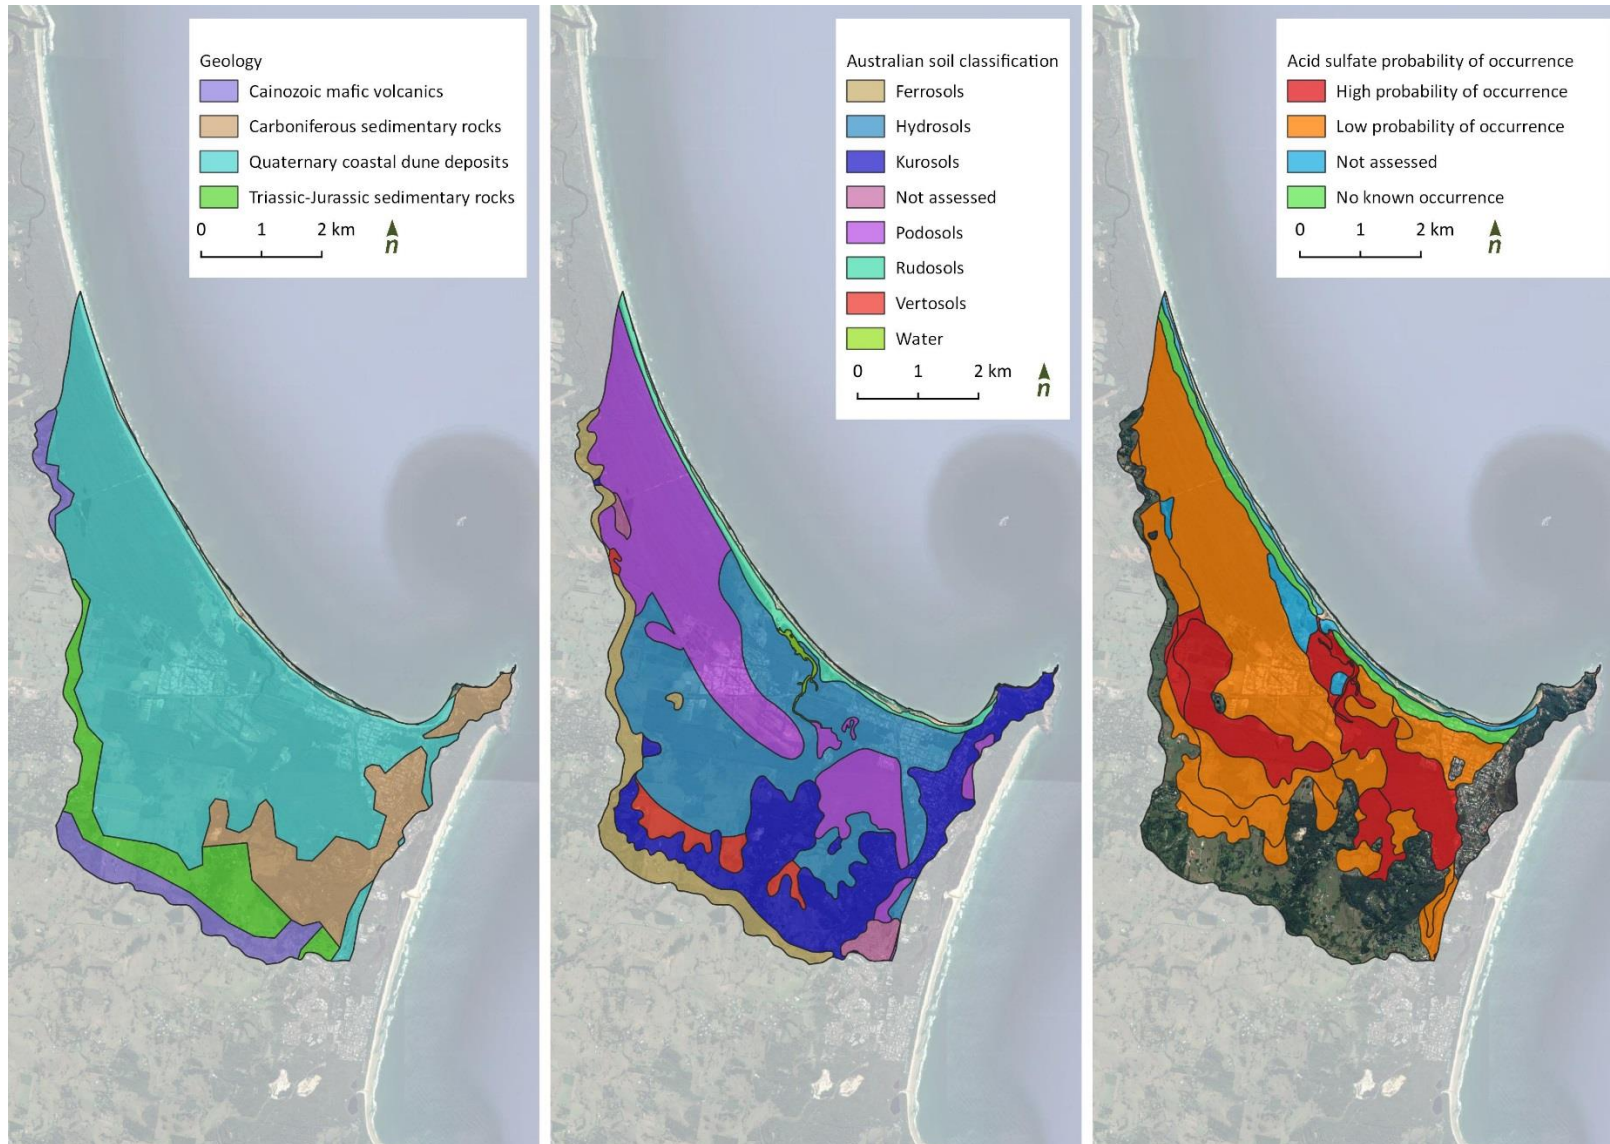 Geology
Cainozoic mafic volcanics
Carboniferous sedimentary rocks
Quaternary coastal dune deposits
Triassic-Jurassic sedimentary rocks
0 1 2 km
n
Australian soil classification
Ferrosols
Hydrosols
Kurosols
Not assessed
Podosols
Rudosols
Vertosols
Water
0 1 2 km
n
Acid sulfate probability of occurrence
High probability of occurrence
Low probability of occurrence
Not assessed
No known occurrence
0 1 2 km
n